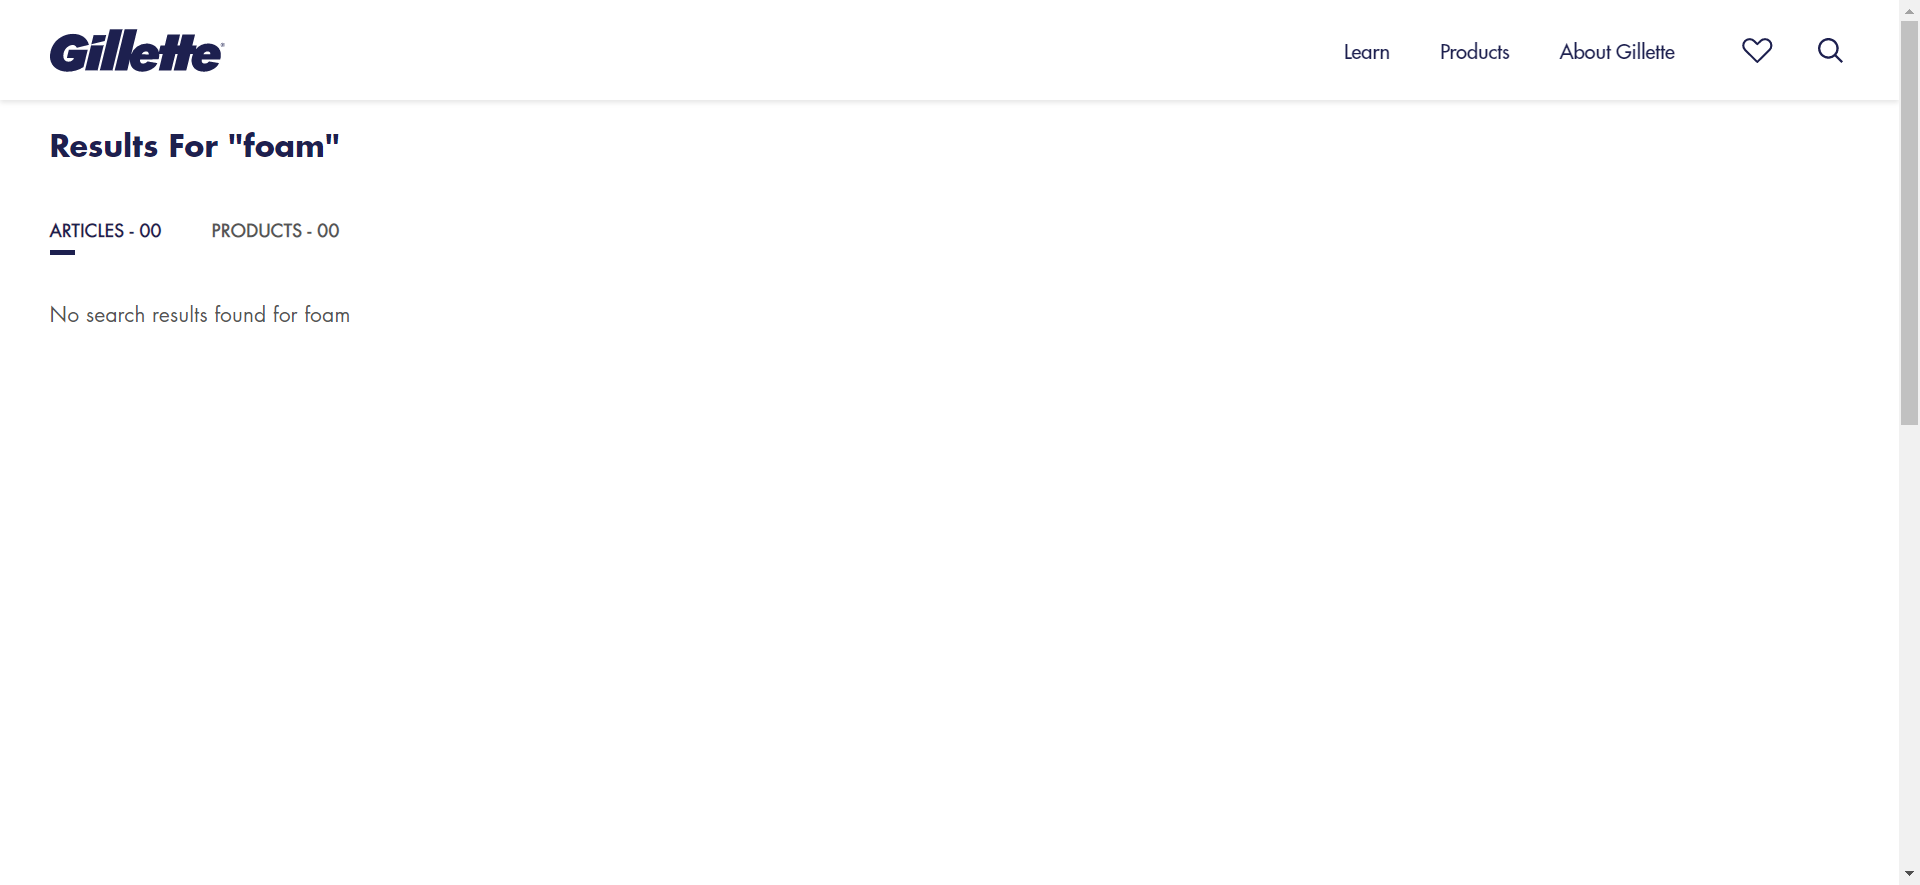 Gillette
Learn
Products
About Gillette
Results For "foam"
ARTICLES - 00
PRODUCTS - 00
No search results found for foam